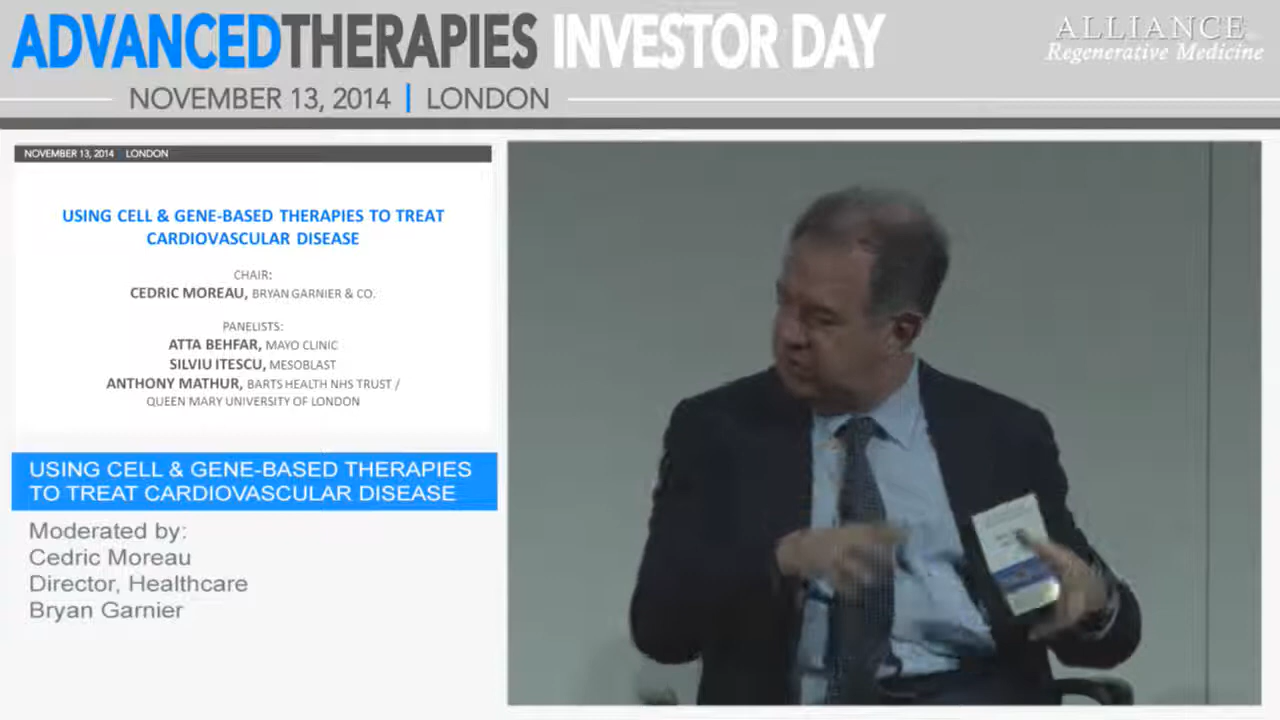 ADVANCEDTHERAPIES INVESTOR DAY
NOVEMBER 13, 2014 | LONDON
ALLIANCE
Regenerative Medicine
NOVEMBER 13, 2014 | LONDON
USING CELL & GENE-BASED THERAPIES TO TREAT
CARDIOVASCULAR DISEASE
CHAIR:
CEDRIC MOREAU, BRYAN GARNIER & CO.
PANELISTS:
ATTA BEHFAR, MAYO CLINIC
SILVIU ITESCU, MESOBLAST
ANTHONY MATHUR, BARTS HEALTH NHS TRUST /
QUEEN MARY UNIVERSITY OF LONDON
USING CELL & GENE-BASED THERAPIES
TO TREAT CARDIOVASCULAR DISEASE
Moderated by:
Cedric Moreau
Director, Healthcare
Bryan Garnier